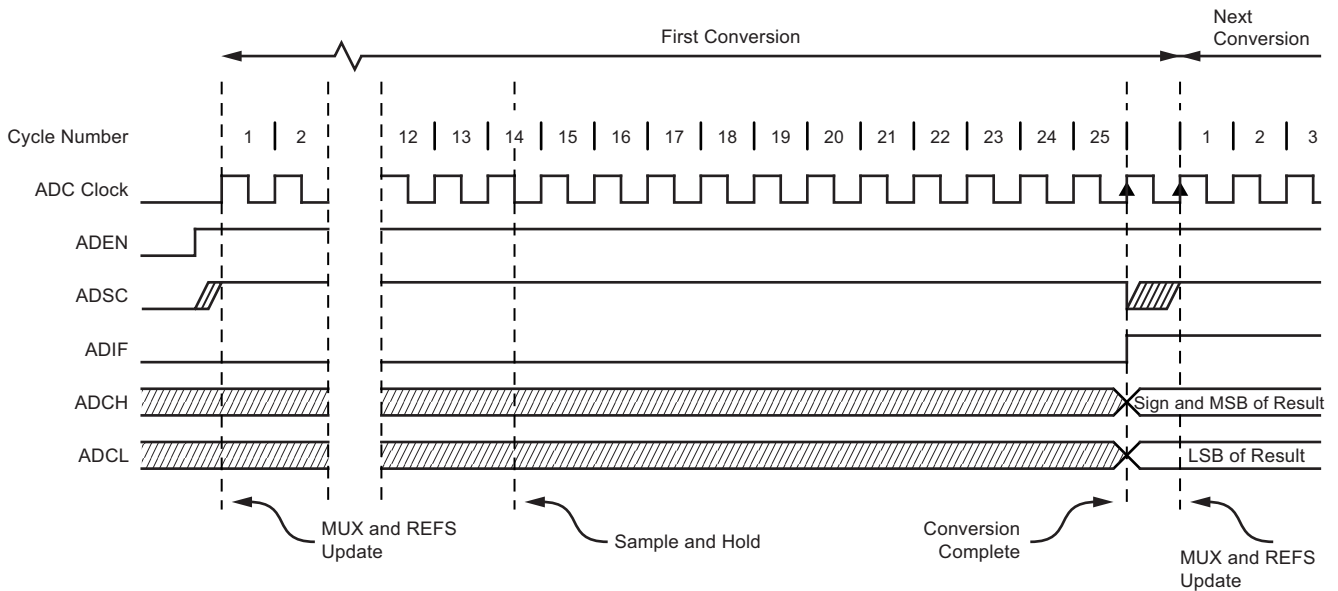 Next
Conversion
First Conversion
Cycle Number 1 2 12 13 14 15 16 17 18 19 20 21 22 23 24 25 1 2 3
ADC Clock
ADEN
ADSC
ADIF
ADCH Sign and MSB of Result
ADCL LSB of Result
MUX and REFS
Update
Sample and Hold
Conversion
Complete
MUX and REFS
Update